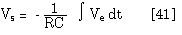 Vs = - 1/RC ∫ Ve dt [41]